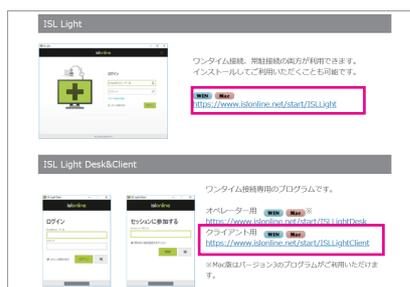 ISL Light
islonline
ログイン
ワンタイム接続、常駐接続の両方が利用できます。
インストールしてご利用いただくことも可能です。
WIN Mac
https://www.islonline.net/start/ISLLight
ISL Light Desk&Client
islonline
ログイン
islonline
セッションに参加する
ワンタイム接続専用のプログラムです。
オペレーター用 WIN Mac ※
https://www.islonline.net/start/ISLLightDesk
クライアント用 WIN Mac
https://www.islonline.net/start/ISLLightClient
※Mac版はバージョン3のプログラムがご利用いただけま
す。